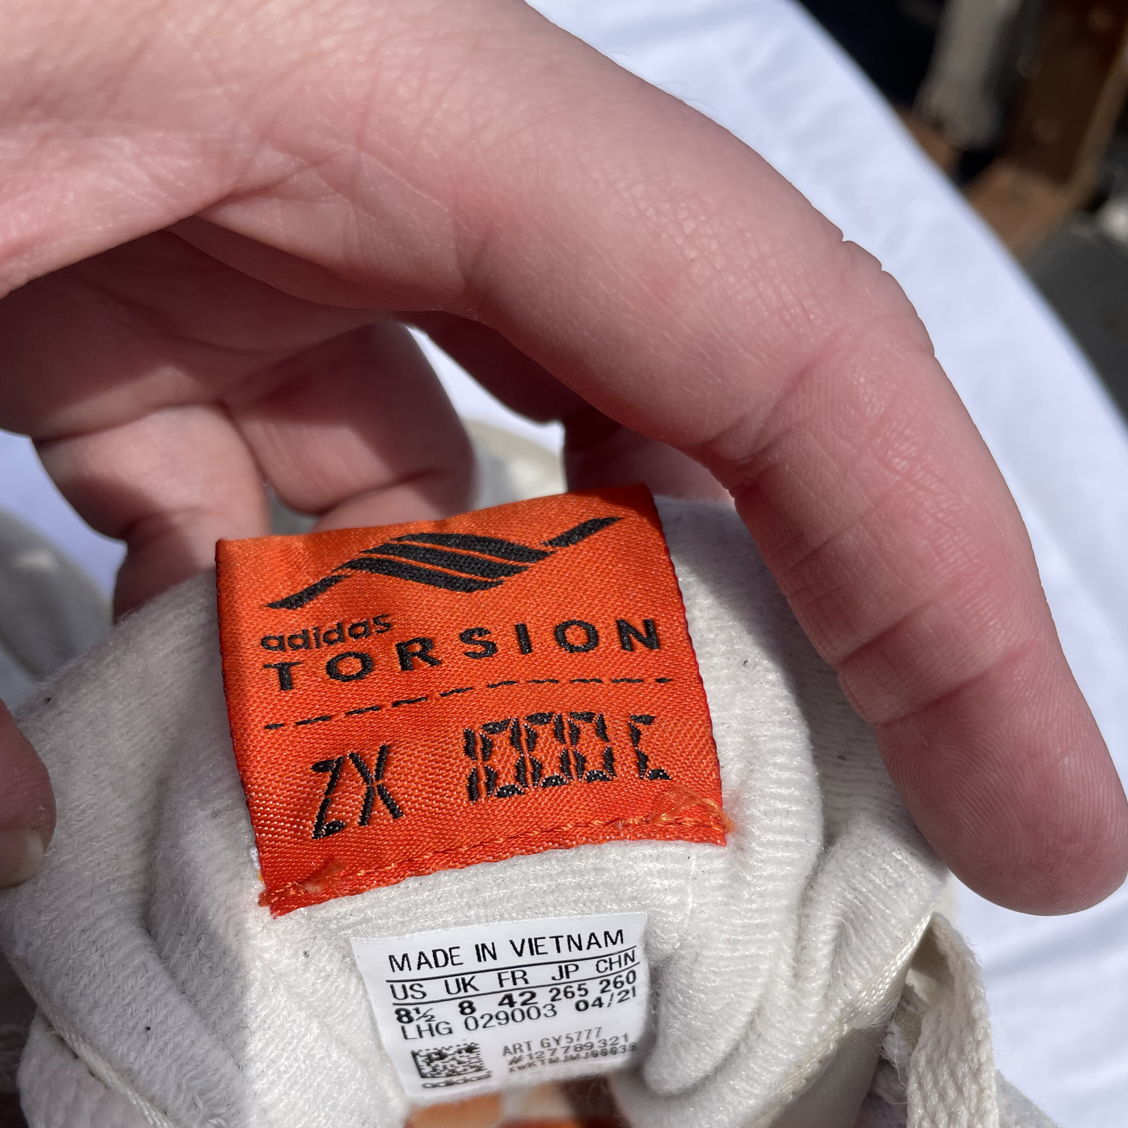 adidas
TORSION
ZX 1000 C
MADE IN VIETNAM
US UK FR JP CHN
8½ 8 42 265 260
LHG 029003 04/21
ART GY5777
#127789321
adidas